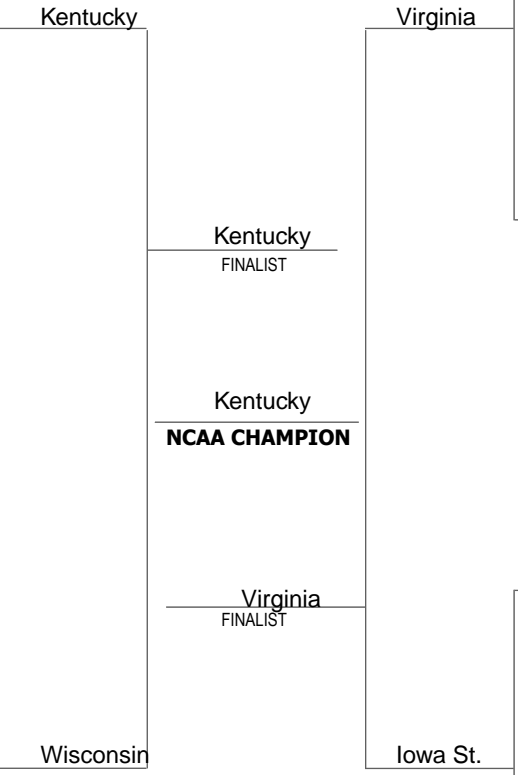 Kentucky
Virginia
Kentucky
FINALIST
Kentucky
NCAA CHAMPION
Virginia
FINALIST
Wisconsin
Iowa St.